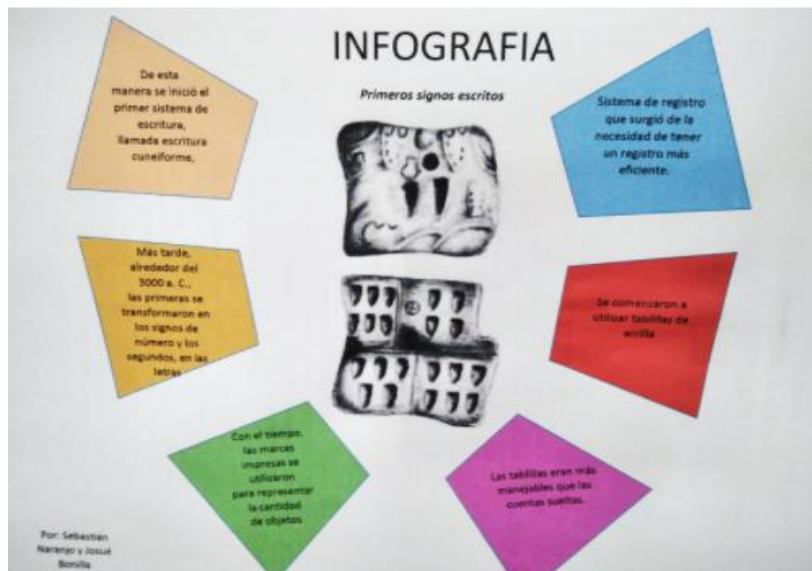 INFOGRAFIA
Primeros signos escritos
Sistema de registro
que surgió de la
necesidad de tener
un registro más
eficiente.
Se comenzaron a
utilizar tablillas de
arcilla
Las tablillas eran más
manejables que las
cuentas sueltas.
Con el tiempo,
las marcas
impresas se
utilizaron
para representar
la cantidad
de objetos
Más tarde,
alrededor del
3000 a. C.,
las primeras se
transformaron en
los signos de
número y los
segundos, en las
letras
De esta
manera se inició el
primer sistema de
escritura,
llamada escritura
cuneiforme,
Por: Sebastián
Naranjo y Josué
Bonilla